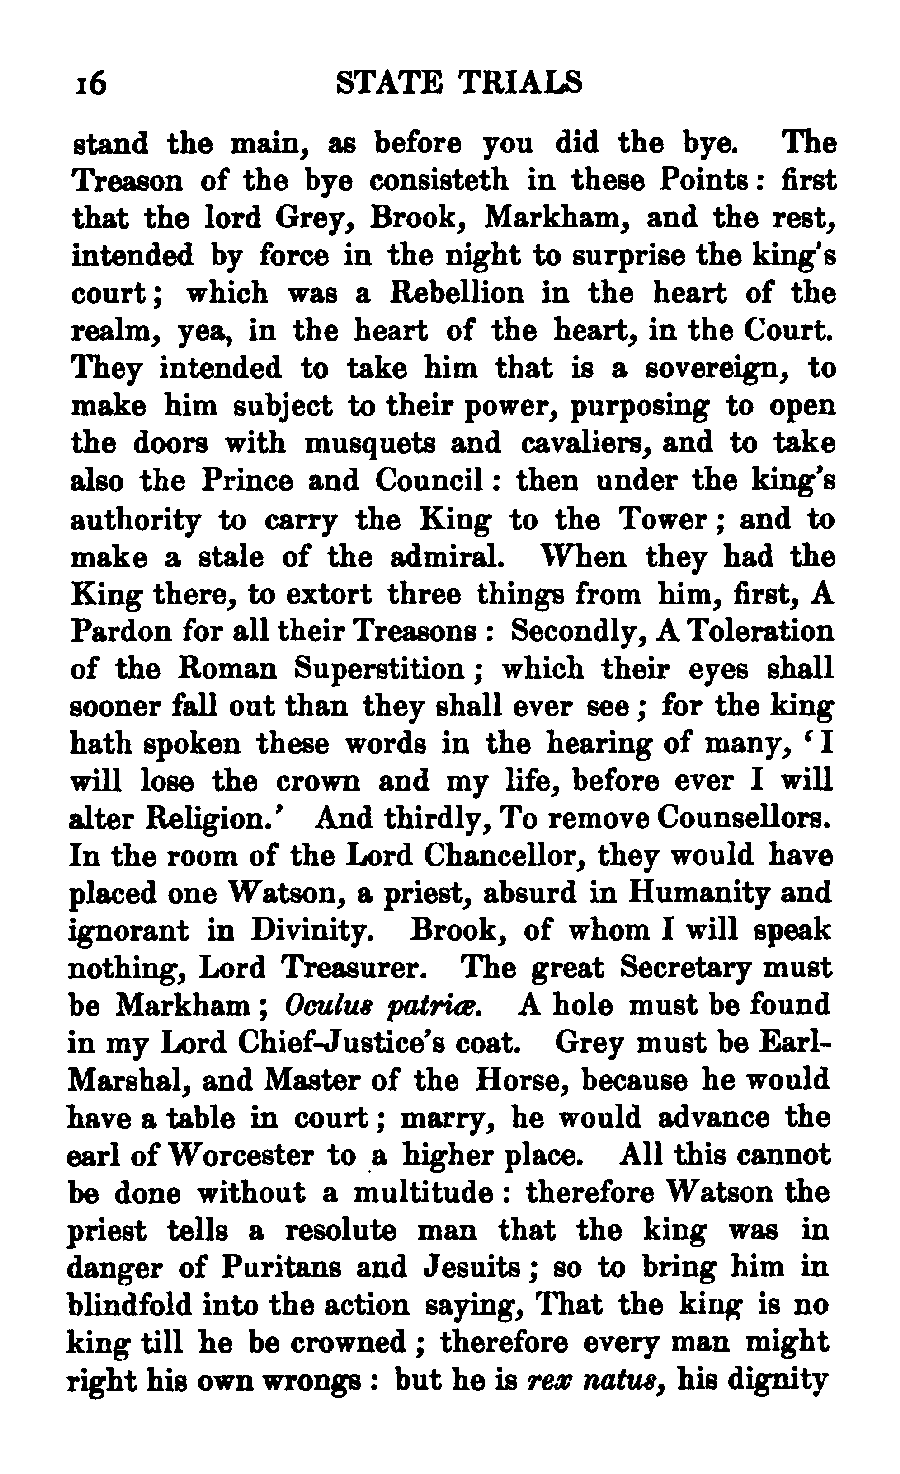 16 STATE TRIALS
stand the main, as before you did the bye. The
Treason of the bye consisteth in these Points: first
that the lord Grey, Brook, Markham, and the rest,
intended by force in the night to surprise the king's
court; which was a Rebellion in the heart of the
realm, yea, in the heart of the heart, in the Court.
They intended to take him that is a sovereign, to
make him subject to their power, purposing to open
the doors with musquets and cavaliers, and to take
also the Prince and Council: then under the king's
authority to carry the King to the Tower; and to
make a stale of the admiral. When they had the
King there, to extort three things from him, first, A
Pardon for all their Treasons: Secondly, A Toleration
of the Roman Superstition; which their eyes shall
sooner fall out than they shall ever see; for the king
hath spoken these words in the hearing of many, 'I
will lose the crown and my life, before ever I will
alter Religion.' And thirdly, To remove Counsellors.
In the room of the Lord Chancellor, they would have
placed one Watson, a priest, absurd in Humanity and
ignorant in Divinity. Brook, of whom I will speak
nothing, Lord Treasurer. The great Secretary must
be Markham; Oculus patriæ. A hole must be found
in my Lord Chief-Justice's coat. Grey must be Earl-
Marshal, and Master of the Horse, because he would
have a table in court; marry, he would advance the
earl of Worcester to a higher place. All this cannot
be done without a multitude: therefore Watson the
priest tells a resolute man that the king was in
danger of Puritans and Jesuits; so to bring him in
blindfold into the action saying, That the king is no
king till he be crowned; therefore every man might
right his own wrongs: but he is rex natus, his dignity